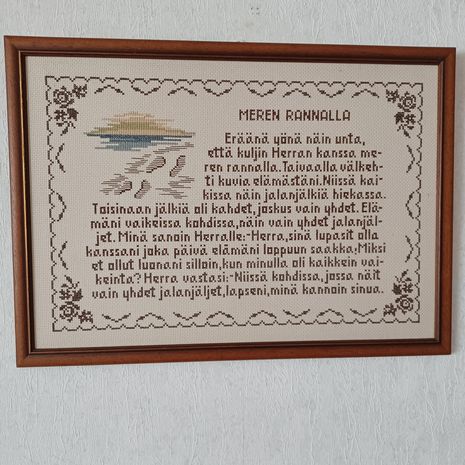 MEREN RANNALLA
Eräänä yönä näin unta,
että kuljin Herran kanssa me-
ren rannalla. Taivaalla välkeh-
ti kuvia elämästäni. Niissä kai-
kissa näin jalanjälkiä hiekassa.
Toisinaan jälkiä oli kahdet, joskus vain yhdet. Elä-
mäni vaikeissa kohdissa, näin vain yhdet jalanjäl-
jet. Minä sanoin Herralle:-Herra, sinä lupasit olla
kanssani joka päivä elämäni loppuun saakka, Miksi
et ollut luonani silloin, kun minulla oli kaikkein vai-
keinta? Herra vastasi:-Niissä kohdissa, jossa näit
vain yhdet jalanjäljet, lapseni, minä kannoin sinua.